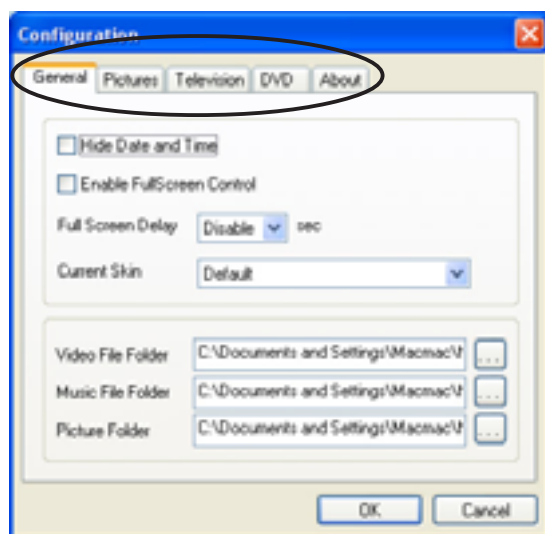 Configuration
General Pictures Television DVD About
Hide Date and Time
Enable FullScreen Control
Full Screen Delay Disable sec
Current Skin Default
Video File Folder C:\Documents and Settings\Macmac\ ...
Music File Folder C:\Documents and Settings\Macmac\ ...
Picture Folder C:\Documents and Settings\Macmac\ ...
OK Cancel